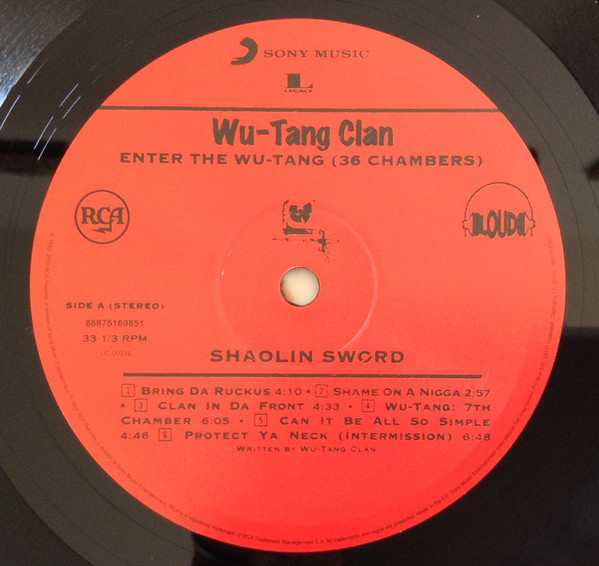 SONY MUSIC
L
LEGACY
Wu-Tang Clan
ENTER THE WU-TANG (36 CHAMBERS)
RCA
LOUD
SIDE A (STEREO)
88875169851
33 1/3 RPM
SHAOLIN SWORD
1 BRING DA RUCKUS 4:10 • 2 SHAME ON A NIGGA 2:57
• 3 CLAN IN DA FRONT 4:33 • 4 WU-TANG: 7TH
CHAMBER 6:05 • 5 CAN IT BE ALL SO SIMPLE
4:46 6 PROTECT YA NECK (INTERMISSION) 6:48
WRITTEN BY WU-TANG CLAN